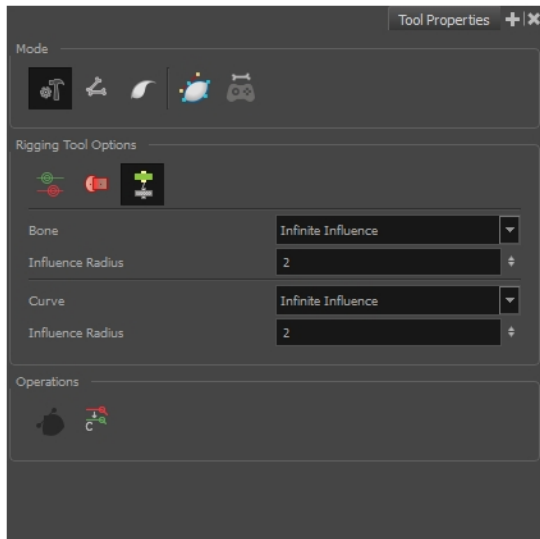 Tool Properties
Mode
Rigging Tool Options
Bone Infinite Influence
Influence Radius 2
Curve Infinite Influence
Influence Radius 2
Operations
C